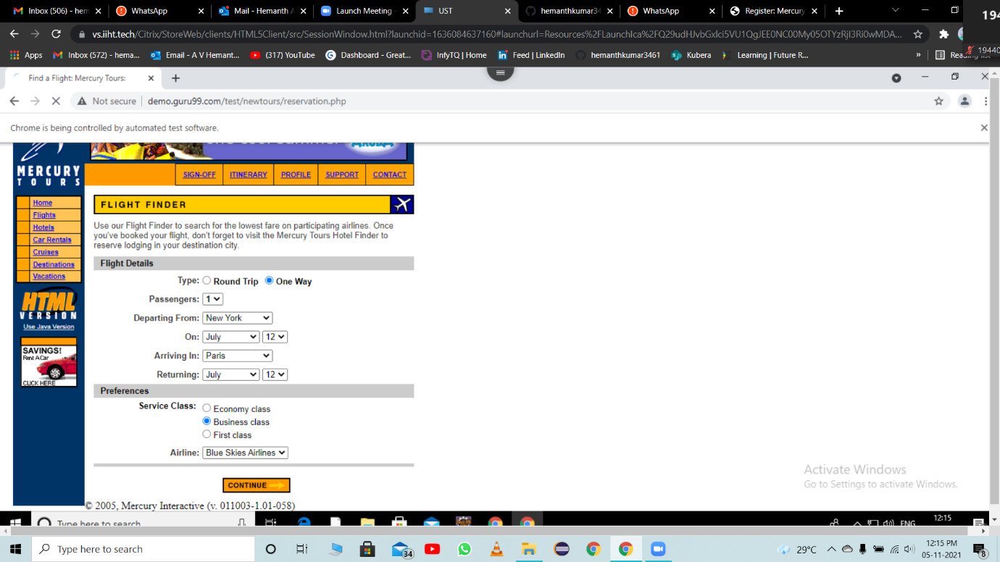 Inbox (506) - hem
WhatsApp
Mail - Hemanth A
Launch Meeting -
UST
hemanthkumar34
WhatsApp
Register: Mercury
194
vs.iiht.tech/Citrix/StoreWeb/clients/HTML5Client/src/SessionWindow.html?launchid=1636084637160#launchurl=Resources%2FLaunchIca%2FQ29udHJvbGxlci5VU1QgJEE0NC00My05OTYzRjI3Ri0wMDA...
Apps
Inbox (572) - hema...
Email - A V Hemant...
(317) YouTube
Dashboard - Great...
InfyTQ | Home
Feed | LinkedIn
hemanthkumar3461
Kubera
Learning | Future R...
»
19440
Find a Flight: Mercury Tours:
Not secure | demo.guru99.com/test/newtours/reservation.php
Chrome is being controlled by automated test software.
MERCURY
TOURS
SIGN-OFF
ITINERARY
PROFILE
SUPPORT
CONTACT
Home
Flights
Hotels
Car Rentals
Cruises
Destinations
Vacations
HTML
VERSION
Use Java Version
SAVINGS!
Rent A Car
CLICK HERE
FLIGHT FINDER
Use our Flight Finder to search for the lowest fare on participating airlines. Once
you've booked your flight, don't forget to visit the Mercury Tours Hotel Finder to
reserve lodging in your destination city.
Flight Details
Type: Round Trip One Way
Passengers: 1
Departing From: New York
On: July 12
Arriving In: Paris
Returning: July 12
Preferences
Service Class: Economy class
Business class
First class
Airline: Blue Skies Airlines
CONTINUE
© 2005, Mercury Interactive (v. 011003-1.01-058)
Activate Windows
Go to Settings to activate Windows.
Type here to search
ENG
12:15
Type here to search
34
29°C
12:15 PM
05-11-2021
8